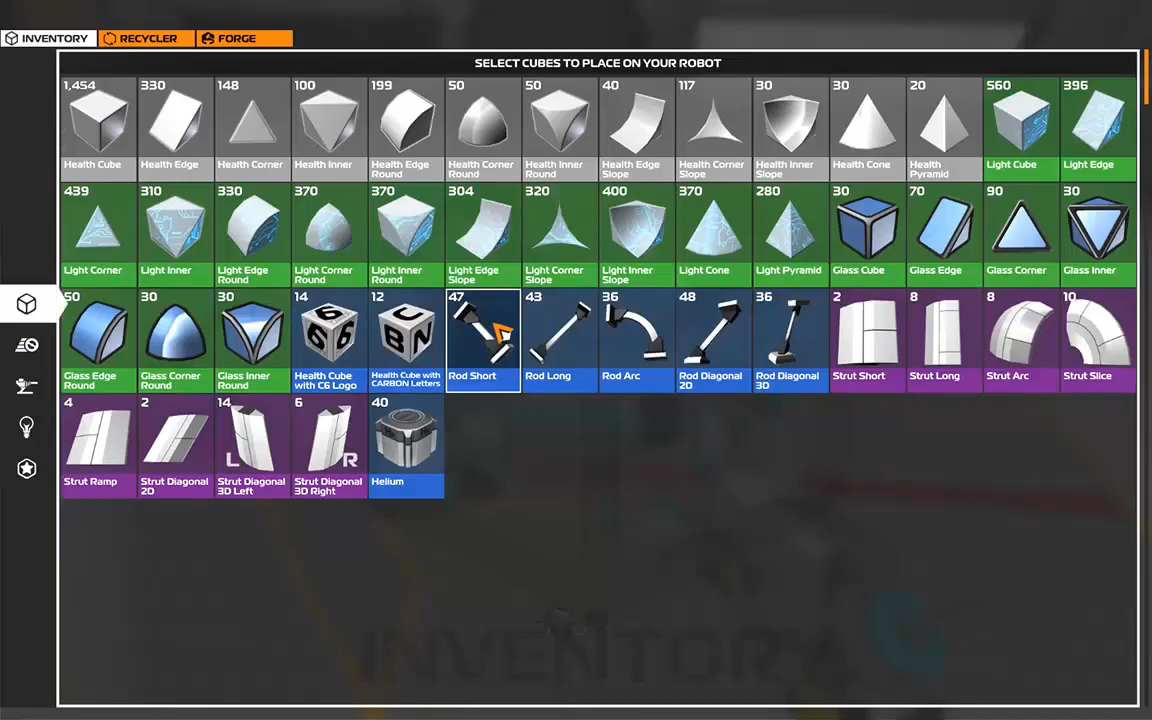 INVENTORY RECYCLER FORGE
SELECT CUBES TO PLACE ON YOUR ROBOT
1,454 330 148 100 199 50 50 40 117 30 30 20 560 396
Health Cube Health Edge Health Corner Health Inner Health Edge Round Health Corner Round Health Inner Round Health Edge Slope Health Corner Slope Health Inner Slope Health Cone Health Pyramid Light Cube Light Edge
439 310 330 370 370 304 320 400 370 280 30 70 90 30
Light Corner Light Inner Light Edge Round Light Corner Round Light Inner Round Light Edge Slope Light Corner Slope Light Inner Slope Light Cone Light Pyramid Glass Cube Glass Edge Glass Corner Glass Inner
50 30 30 14 12 47 43 36 48 36 2 8 8 10
6 6 6 C B N
Glass Edge Round Glass Corner Round Glass Inner Round Health Cube with C6 Logo Health Cube with CARBON Letters Rod Short Rod Long Rod Arc Rod Diagonal 2D Rod Diagonal 3D Strut Short Strut Long Strut Arc Strut Slice
4 2 14 6 40
L R
Strut Ramp Strut Diagonal 2D Strut Diagonal 3D Left Strut Diagonal 3D Right Helium
INVENTORY